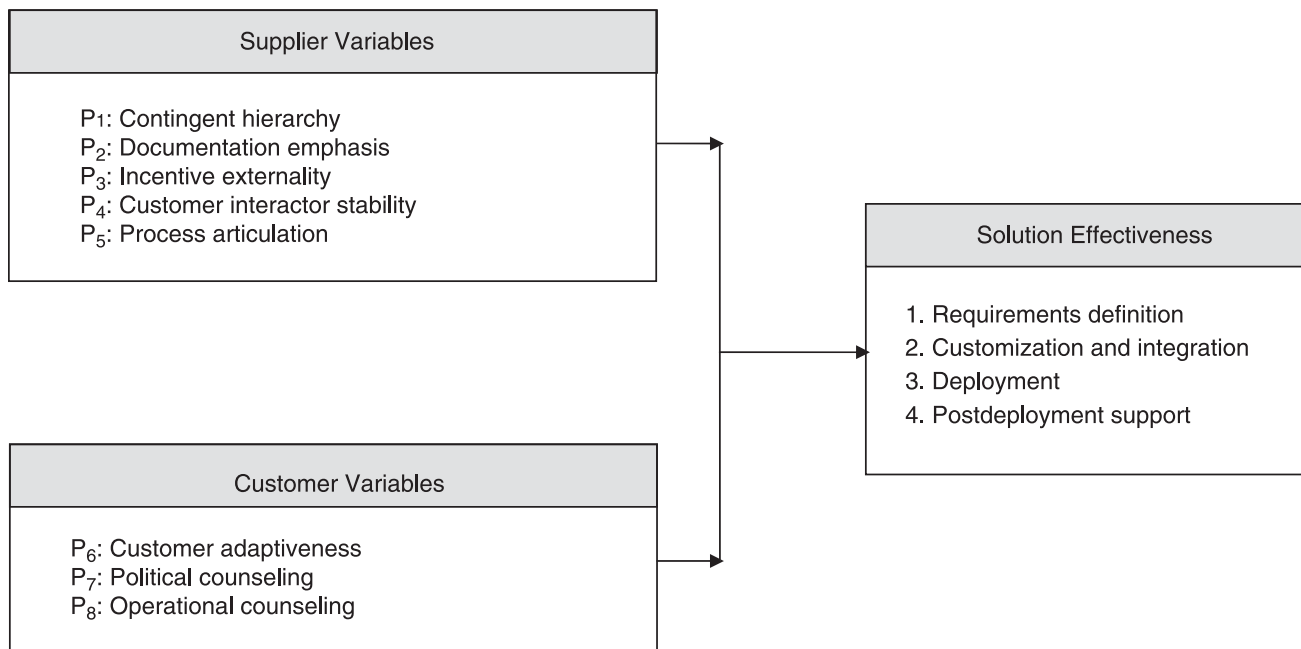 Supplier Variables
P1: Contingent hierarchy
P2: Documentation emphasis
P3: Incentive externality
P4: Customer interactor stability
P5: Process articulation
Solution Effectiveness
1. Requirements definition
2. Customization and integration
3. Deployment
4. Postdeployment support
Customer Variables
P6: Customer adaptiveness
P7: Political counseling
P8: Operational counseling